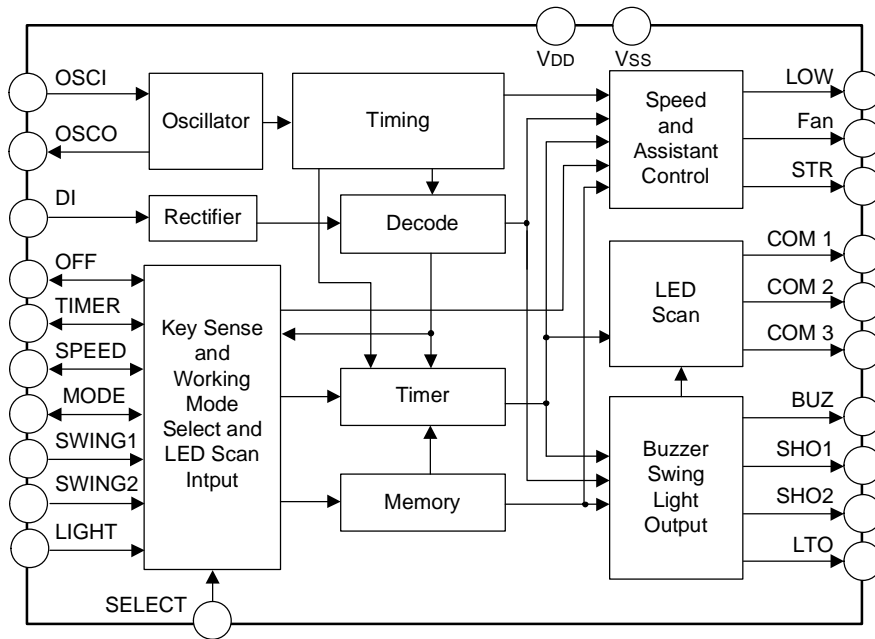 VDD
VSS
OSCI
OSCO
DI
OFF
TIMER
SPEED
MODE
SWING1
SWING2
LIGHT
SELECT
Oscillator
Timing
Rectifier
Decode
Key Sense
and
Working
Mode
Select and
LED Scan
Intput
Timer
Memory
Speed
and
Assistant
Control
LED
Scan
Buzzer
Swing
Light
Output
LOW
Fan
STR
COM 1
COM 2
COM 3
BUZ
SHO1
SHO2
LTO